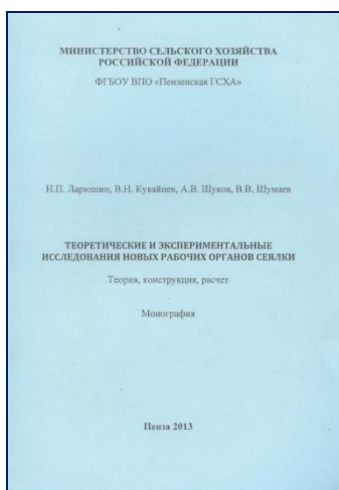 МИНИСТЕРСТВО СЕЛЬСКОГО ХОЗЯЙСТВА
РОССИЙСКОЙ ФЕДЕРАЦИИ
ФГБОУ ВПО «Пензенская ГСХА»
Н.П. Ларюшин, В.Н. Кувайцев, А.В. Шуков, В.В. Шумаев
ТЕОРЕТИЧЕСКИЕ И ЭКСПЕРИМЕНТАЛЬНЫЕ
ИССЛЕДОВАНИЯ НОВЫХ РАБОЧИХ ОРГАНОВ СЕЯЛКИ
Теория, конструкция, расчет
Монография
Пенза 2013